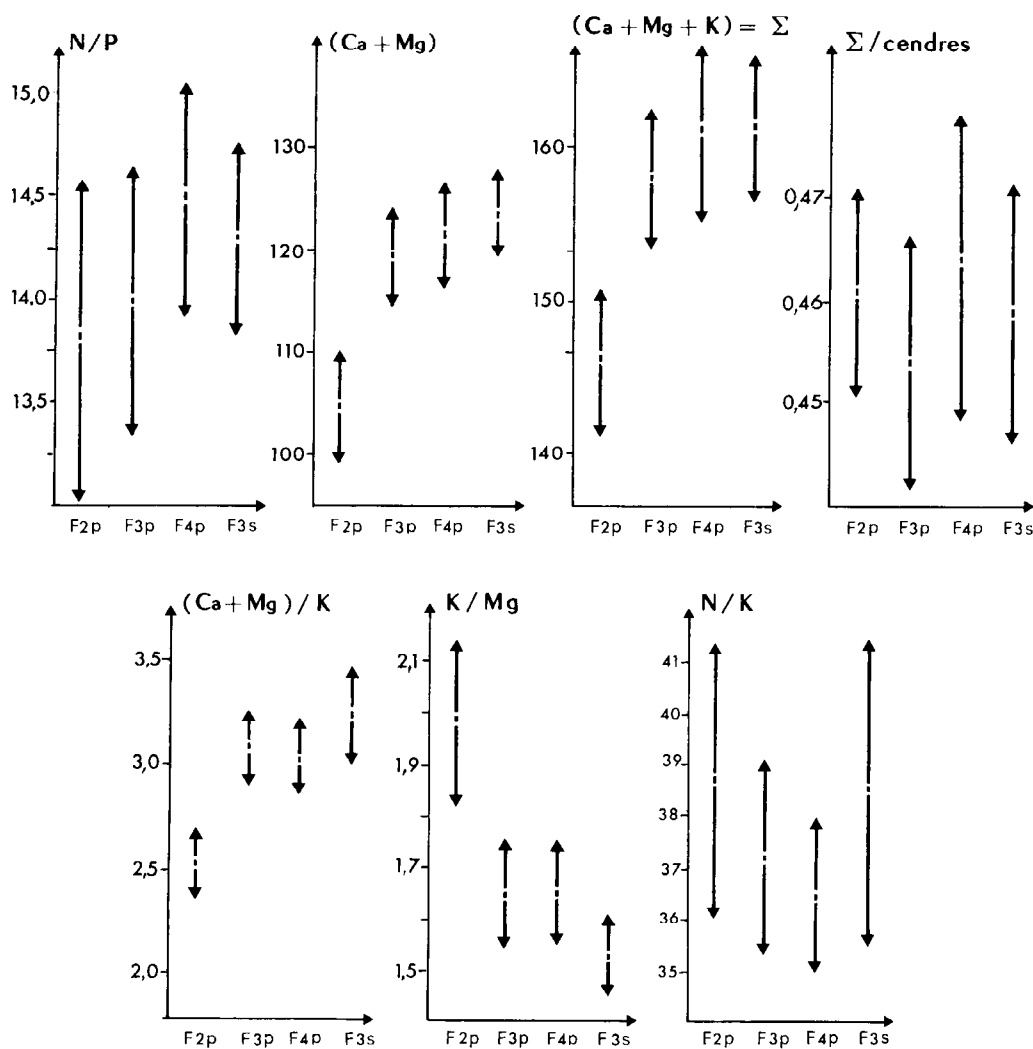 N/P
15,0
14,5
14,0
13,5
F2p F3p F4p F3s
(Ca+Mg)
130
120
110
100
F2p F3p F4p F3s
(Ca+Mg+K) = Σ
160
150
140
F2p F3p F4p F3s
Σ/cendres
0,47
0,46
0,45
F2p F3p F4p F3s
(Ca+Mg)/K
3,5
3,0
2,5
2,0
F2p F3p F4p F3s
K/Mg
2,1
1,9
1,7
1,5
F2p F3p F4p F3s
N/K
41
40
39
38
37
36
35
F2p F3p F4p F3s